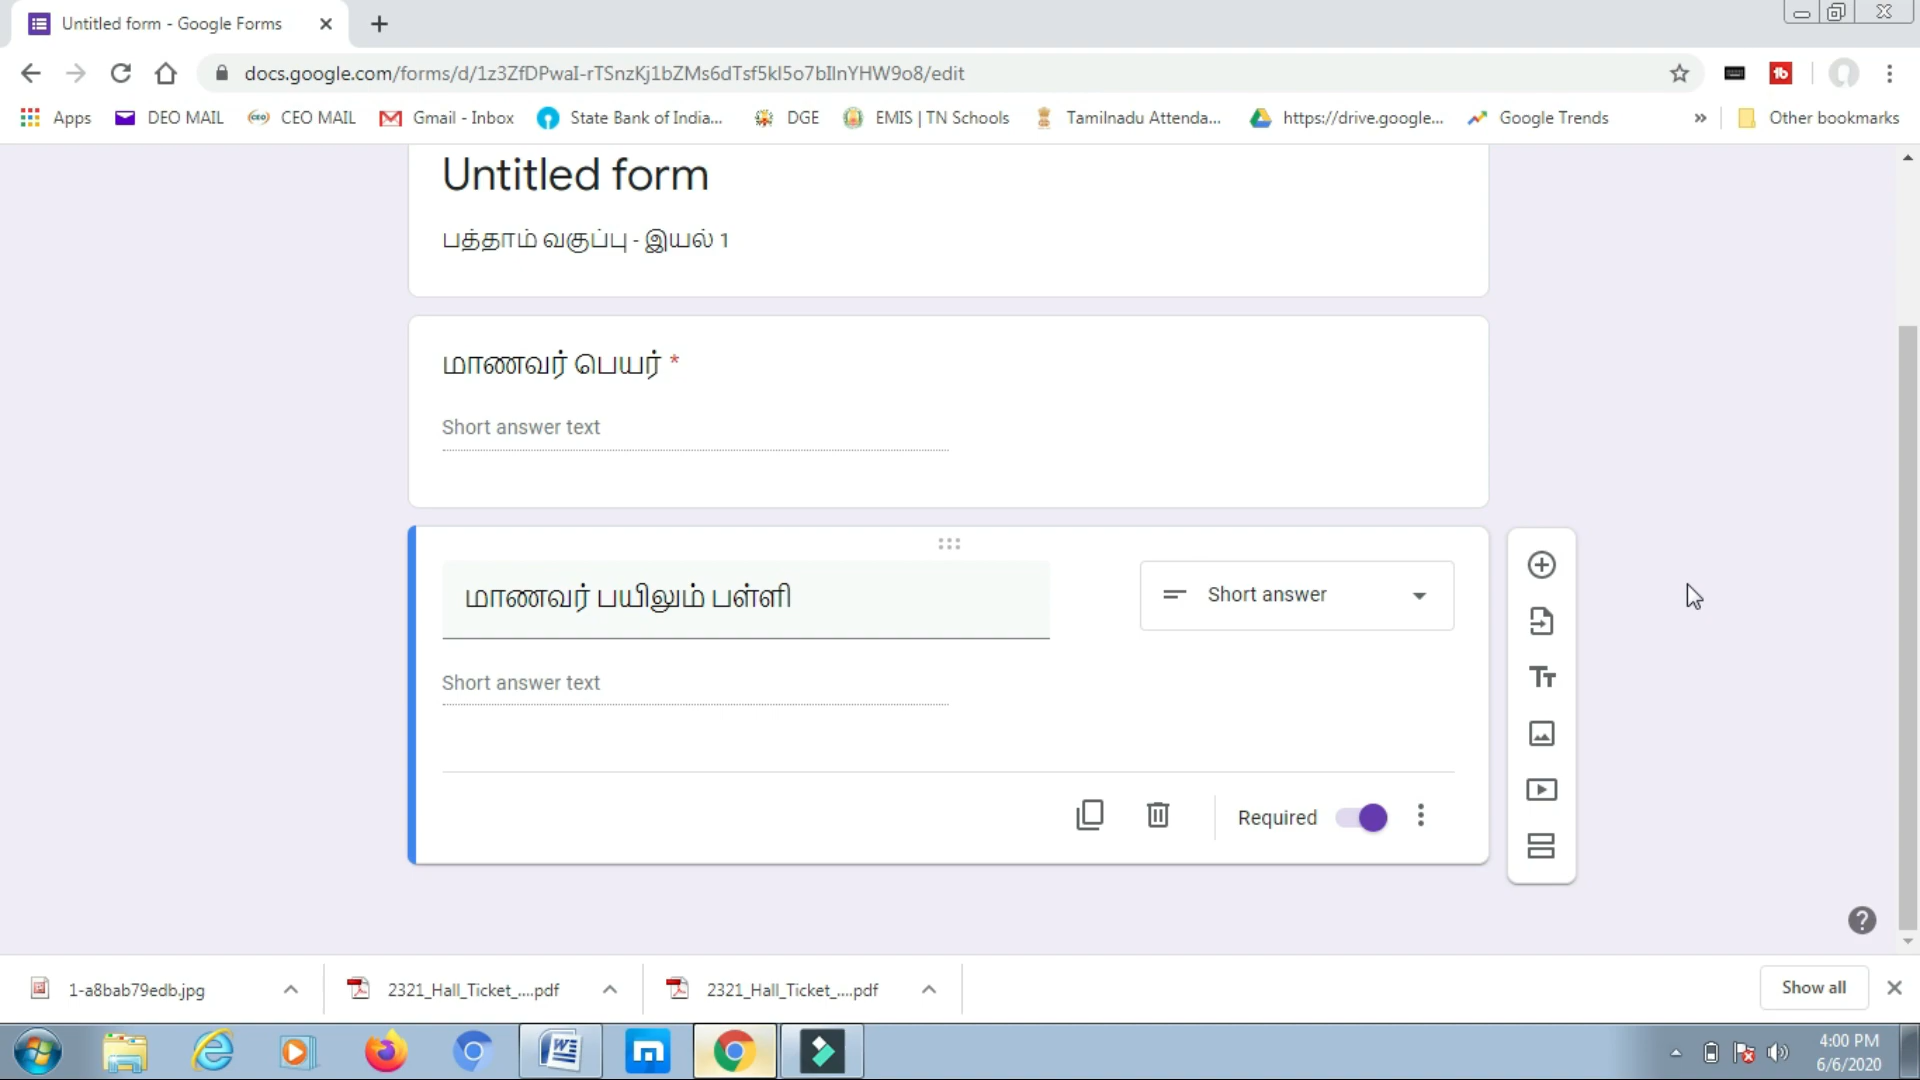 Untitled form - Google Forms
docs.google.com/forms/d/1z3ZfDPwaI-rTSnzKj1bZMs6dTsf5kI5o7bIlnYHW9o8/edit
Apps DEO MAIL CEO MAIL Gmail - Inbox State Bank of India... DGE EMIS | TN Schools Tamilnadu Attenda... https://drive.google... Google Trends » Other bookmarks
Untitled form
பத்தாம் வகுப்பு - இயல் 1
மாணவர் பெயர் *
Short answer text
மாணவர் பயிலும் பள்ளி
Short answer
Short answer text
Required
1-a8bab79edb.jpg 2321_Hall_Ticket_....pdf 2321_Hall_Ticket_....pdf Show all
4:00 PM
6/6/2020